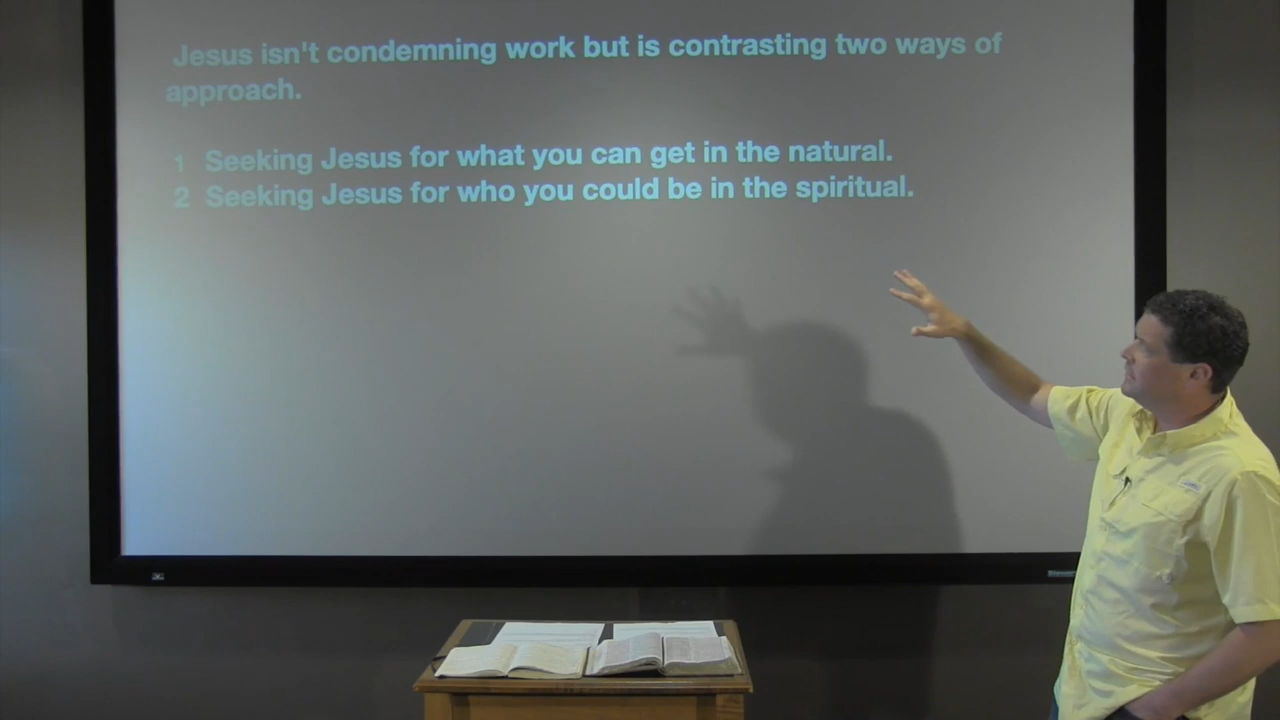 Jesus isn't condemning work but is contrasting two ways of
approach.
1 Seeking Jesus for what you can get in the natural.
2 Seeking Jesus for who you could be in the spiritual.